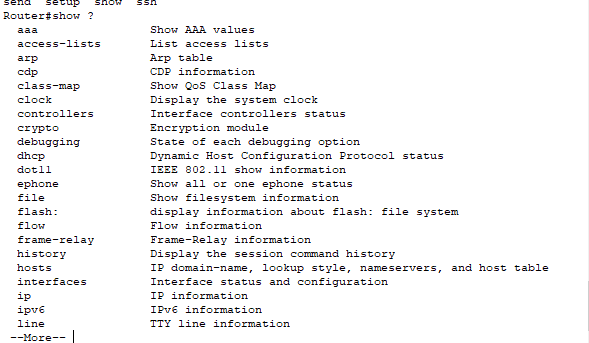 send setup show ssh
Router#show ?
aaa Show AAA values
access-lists List access lists
arp Arp table
cdp CDP information
class-map Show QoS Class Map
clock Display the system clock
controllers Interface controllers status
crypto Encryption module
debugging State of each debugging option
dhcp Dynamic Host Configuration Protocol status
dot11 IEEE 802.11 show information
ephone Show all or one ephone status
file Show filesystem information
flash: display information about flash: file system
flow Flow information
frame-relay Frame-Relay information
history Display the session command history
hosts IP domain-name, lookup style, nameservers, and host table
interfaces Interface status and configuration
ip IP information
ipv6 IPv6 information
line TTY line information
--More--